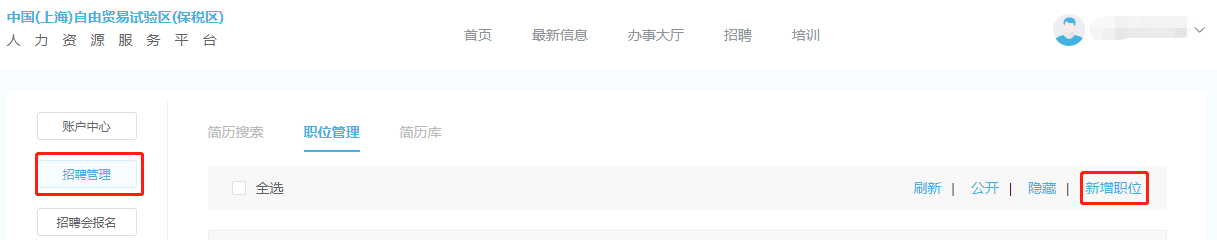 中国(上海)自由贸易试验区(保税区)
人力资源服务平台
首页 最新信息 办事大厅 招聘 培训
账户中心
招聘管理
招聘会报名
简历搜索 职位管理 简历库
全选 刷新 | 公开 | 隐藏 | 新增职位